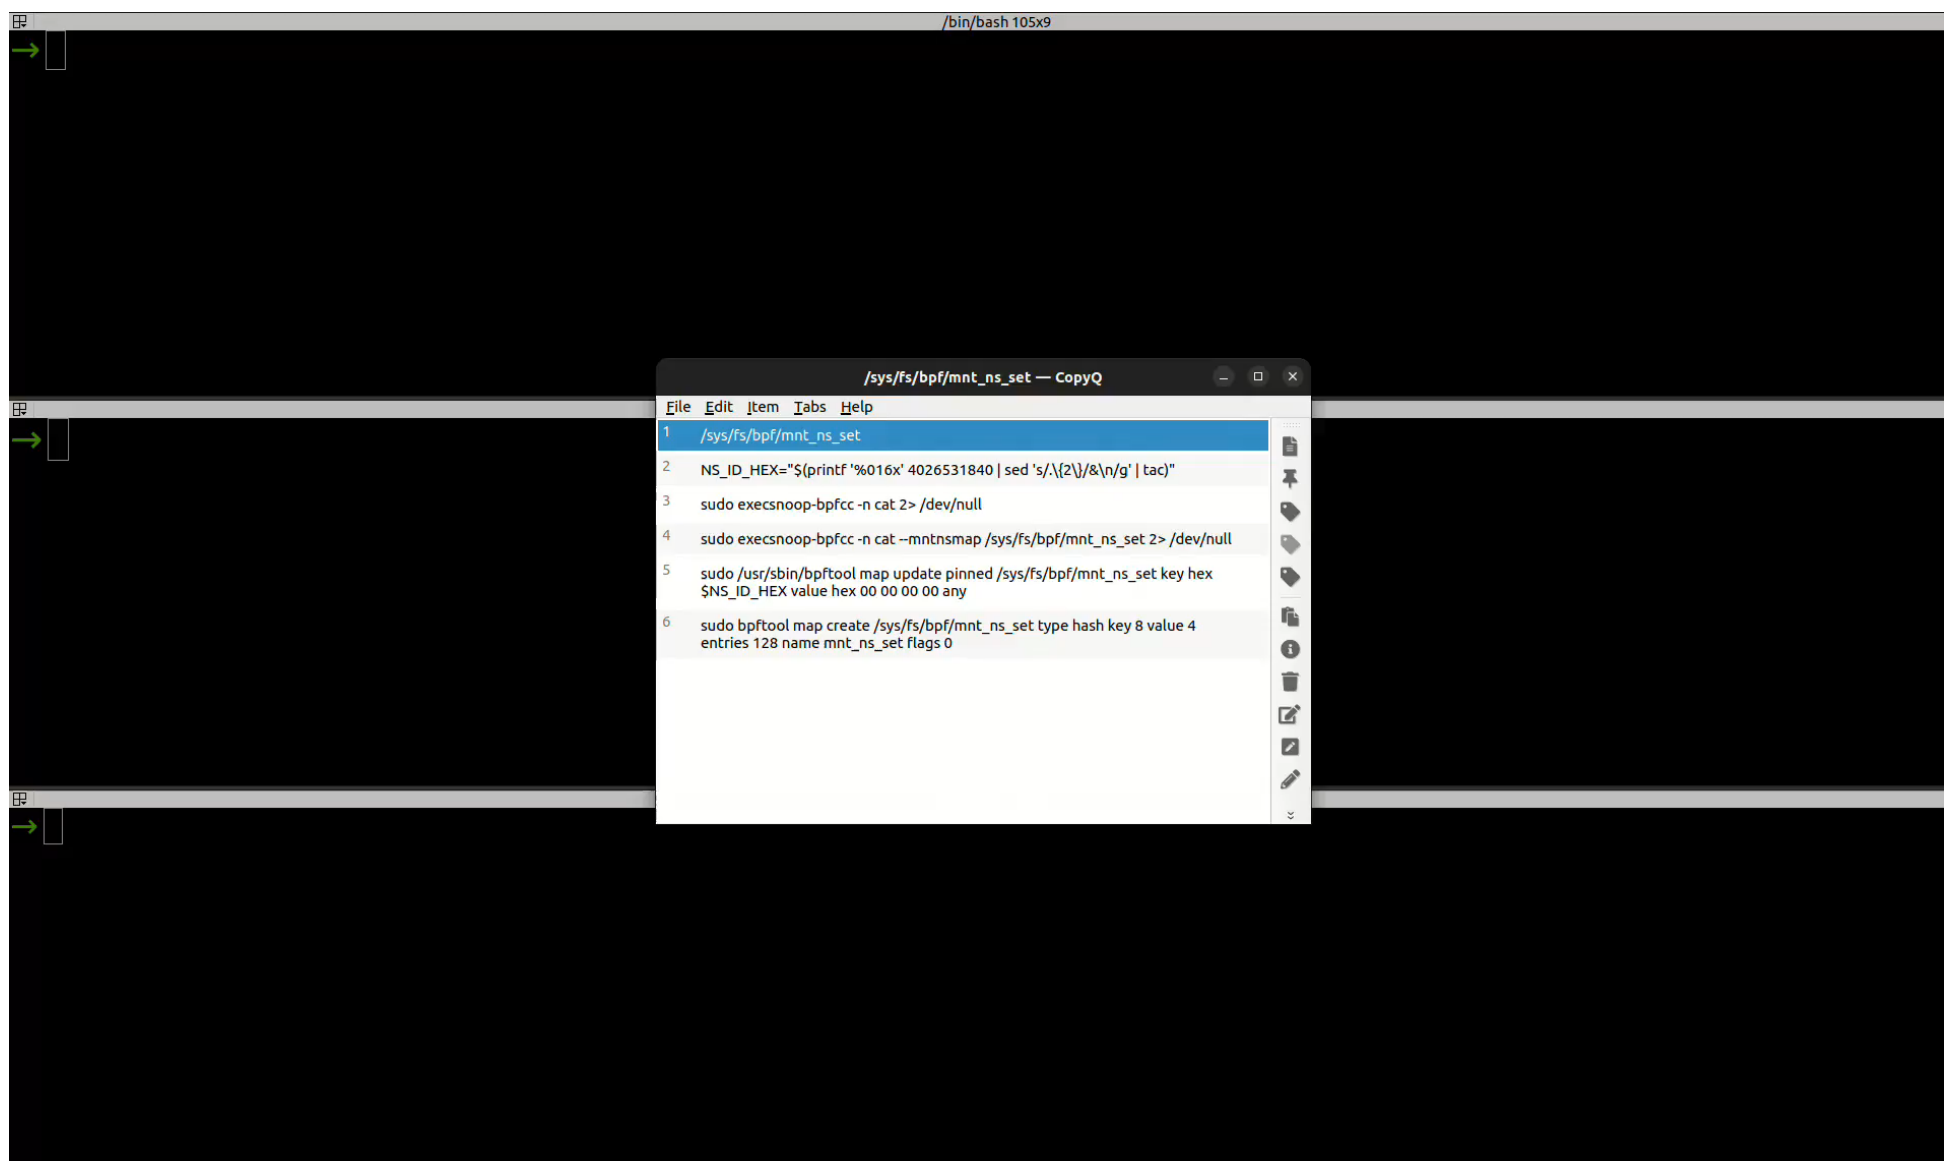 /bin/bash 105x9
/sys/fs/bpf/mnt_ns_set — CopyQ
File Edit Item Tabs Help
1 /sys/fs/bpf/mnt_ns_set
2 NS_ID_HEX="$(printf '%016x' 4026531840 | sed 's/.\{2\}/&\n/g' | tac)"
3 sudo execsnoop-bpfcc -n cat 2> /dev/null
4 sudo execsnoop-bpfcc -n cat --mntnsmap /sys/fs/bpf/mnt_ns_set 2> /dev/null
5 sudo /usr/sbin/bpftool map update pinned /sys/fs/bpf/mnt_ns_set key hex
$NS_ID_HEX value hex 00 00 00 00 any
6 sudo bpftool map create /sys/fs/bpf/mnt_ns_set type hash key 8 value 4
entries 128 name mnt_ns_set flags 0